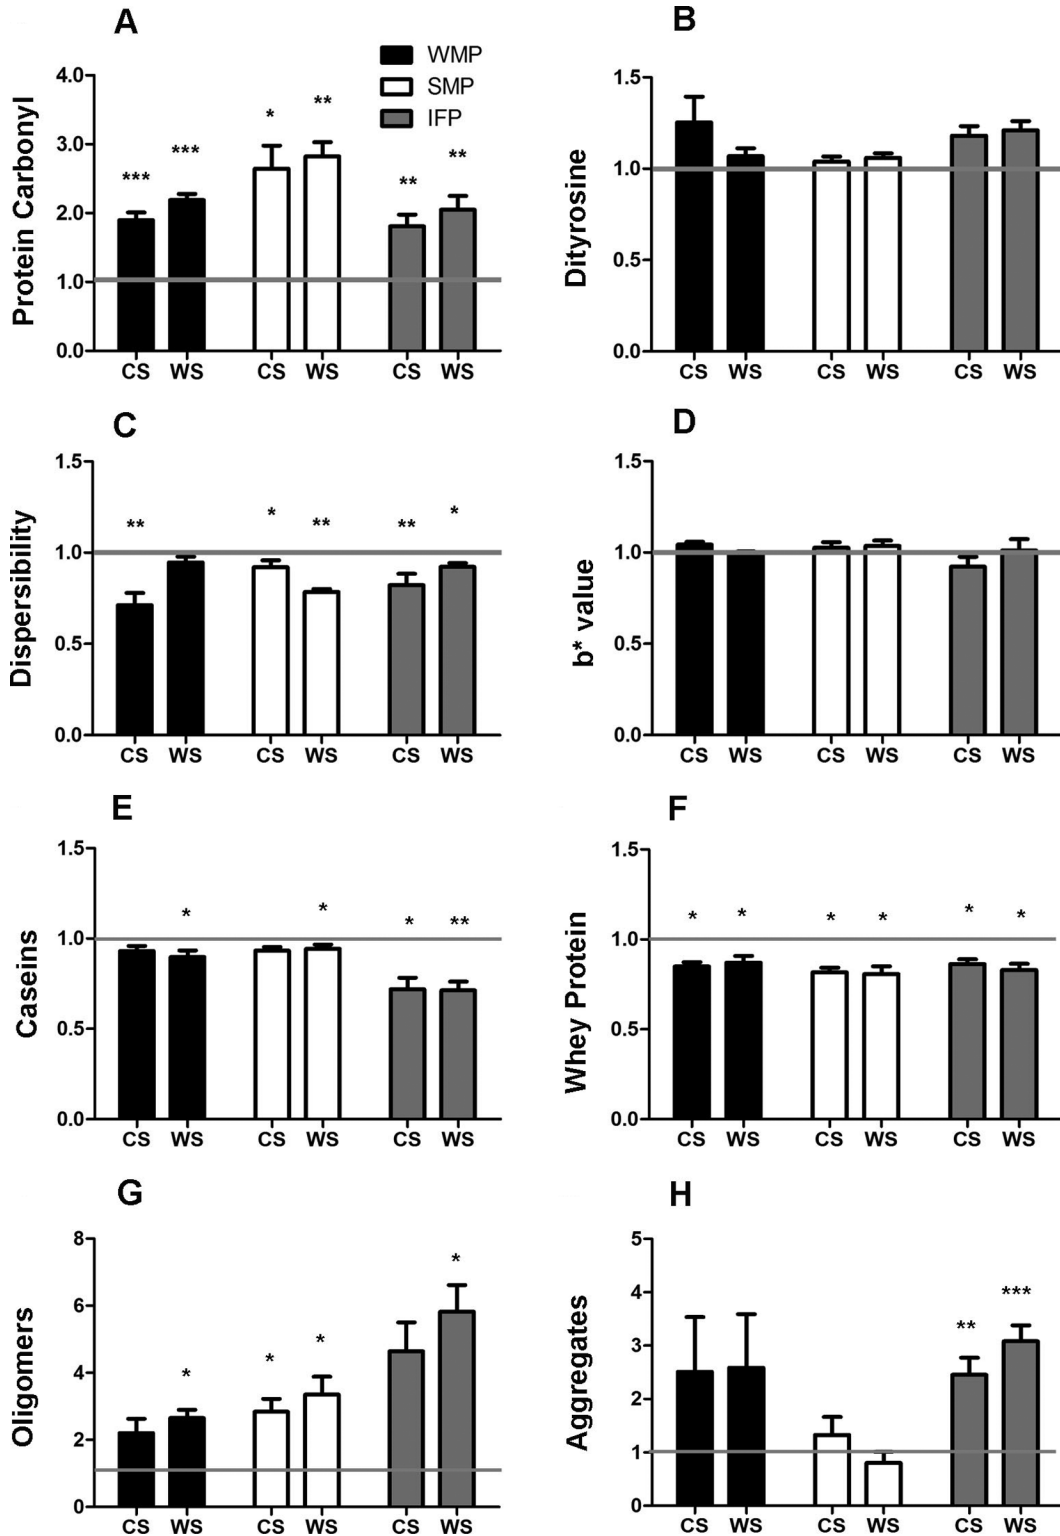 A
WMP
SMP
IFP
Protein Carbonyl
4.0
3.0
2.0
1.0
0.0
*** *** * ** ** **
CS WS CS WS CS WS
B
Dityrosine
1.5
1.0
0.5
0.0
CS WS CS WS CS WS
C
Dispersibility
1.5
1.0
0.5
0.0
** * ** ** *
CS WS CS WS CS WS
D
b* value
1.5
1.0
0.5
0.0
CS WS CS WS CS WS
E
Caseins
1.5
1.0
0.5
0.0
* * * **
CS WS CS WS CS WS
F
Whey Protein
1.5
1.0
0.5
0.0
* * * * * *
CS WS CS WS CS WS
G
Oligomers
8
6
4
2
0
* * * *
CS WS CS WS CS WS
H
Aggregates
5
4
3
2
1
0
** ***
CS WS CS WS CS WS